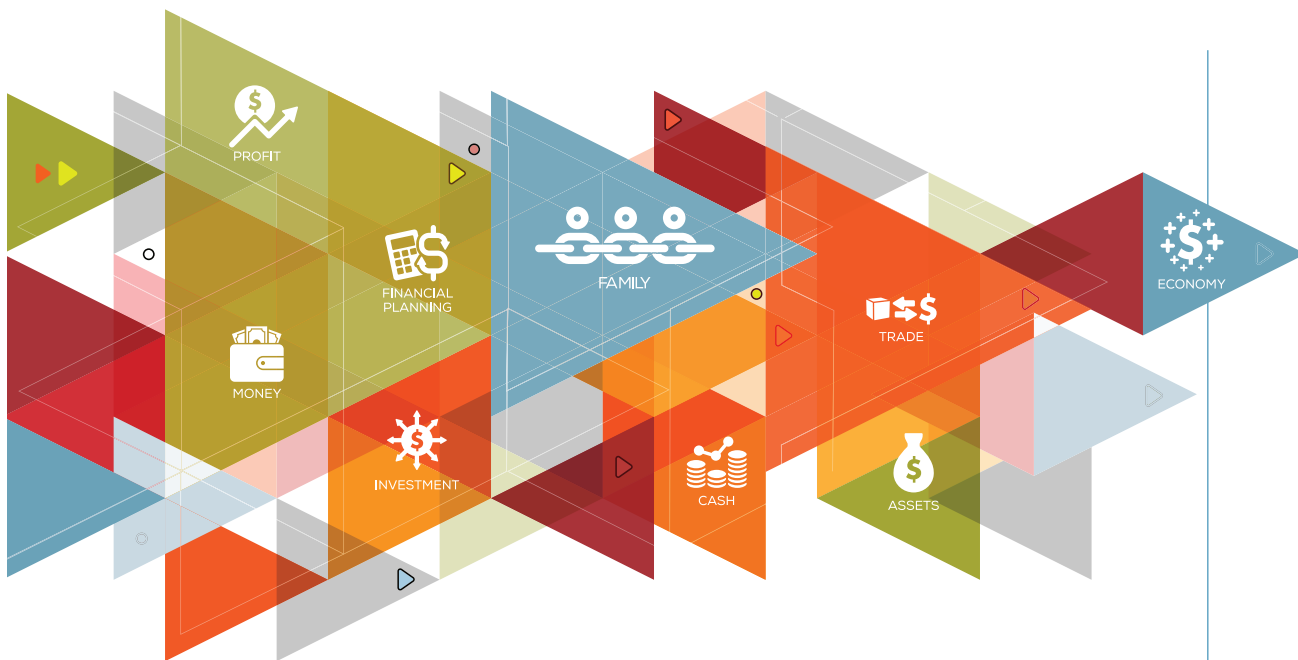 PROFIT
FINANCIAL
PLANNING
FAMILY
ECONOMY
TRADE
MONEY
INVESTMENT
CASH
ASSETS